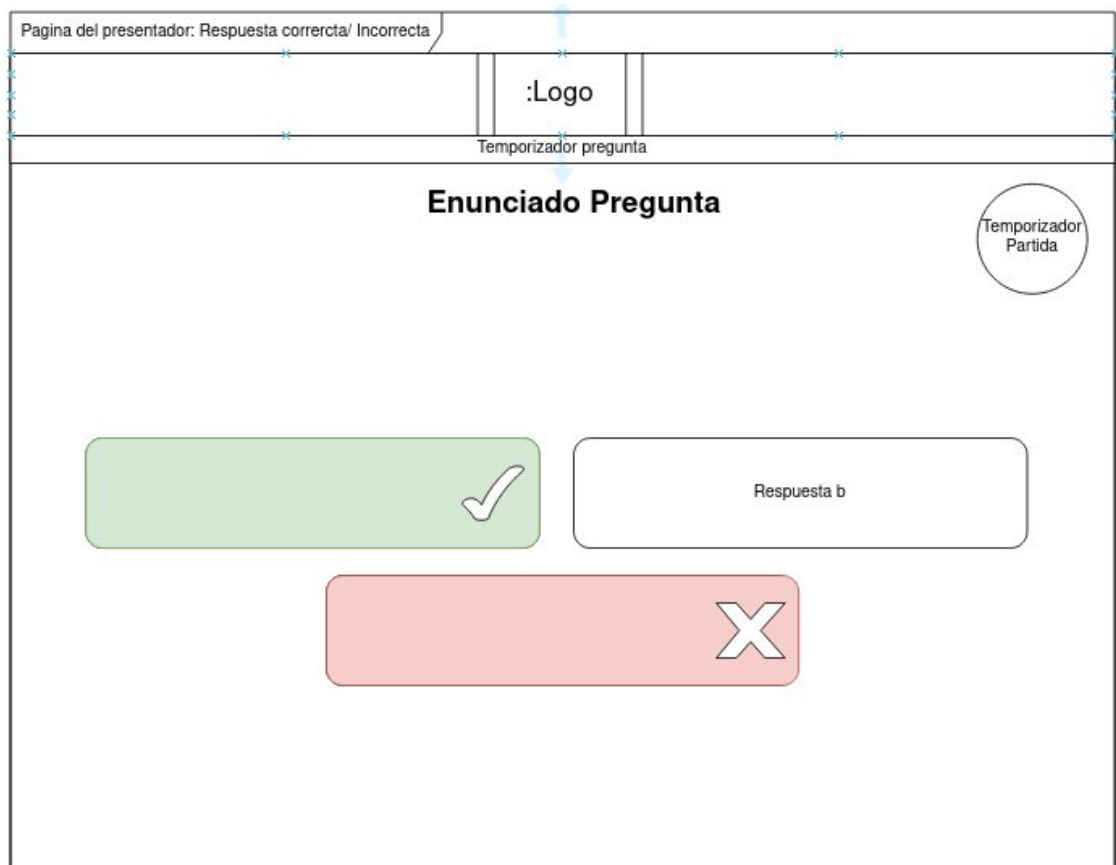 Pagina del presentador: Respuesta corrercta/ Incorrecta
:Logo
Temporizador pregunta
Enunciado Pregunta
Temporizador
Partida
Respuesta b